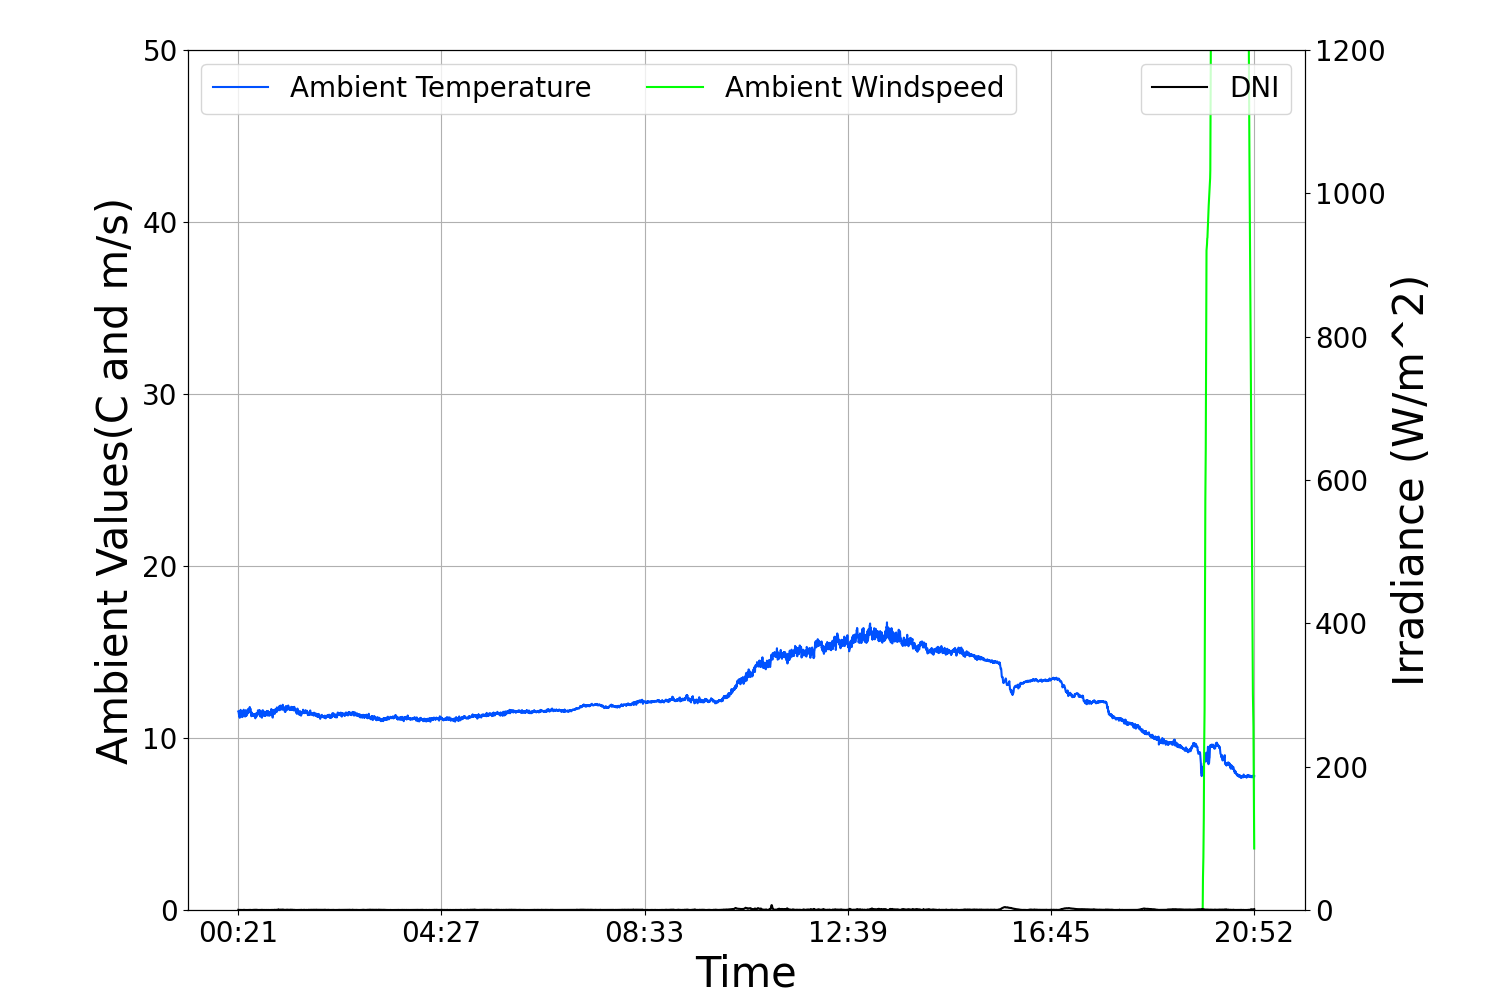 Ambient Temperature
Ambient Windspeed
DNI
Ambient Values(C and m/s)
50
40
30
20
10
0
1200
1000
800
600
400
200
0
Irradiance (W/m^2)
00:21 04:27 08:33 12:39 16:45 20:52
Time